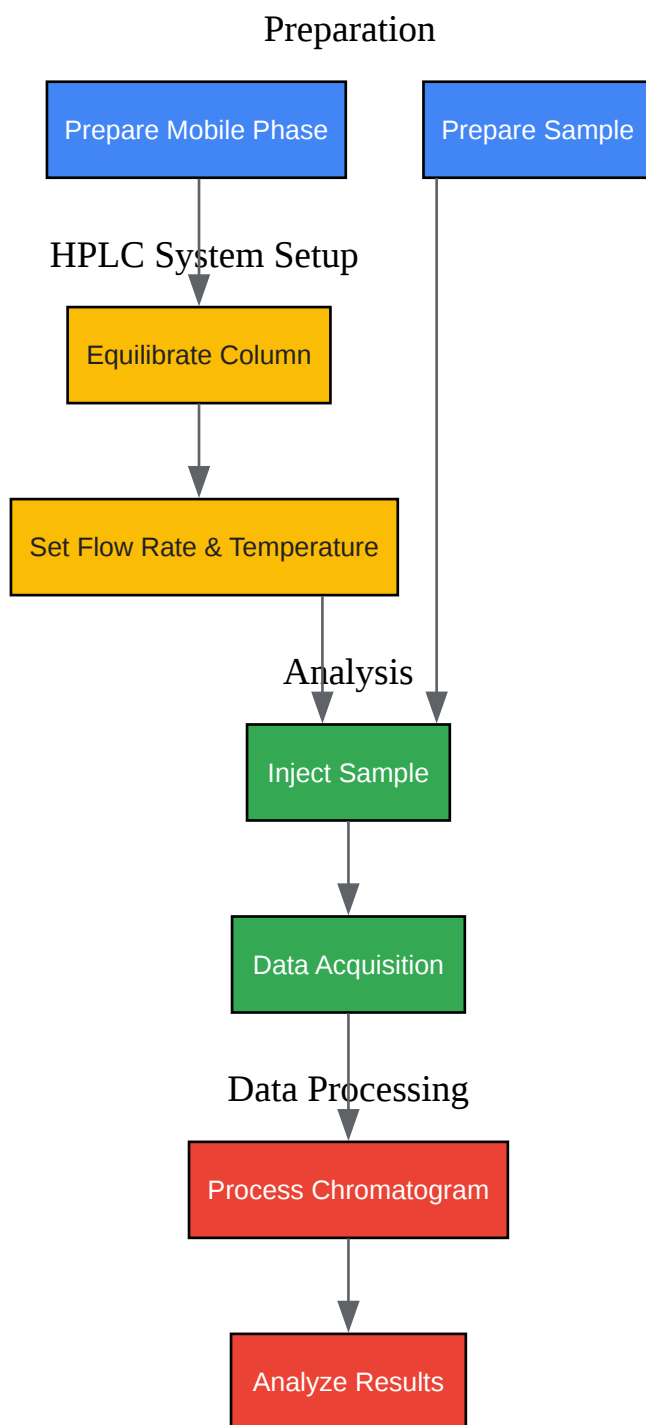 Preparation
Prepare Mobile Phase
Prepare Sample
HPLC System Setup
Equilibrate Column
Set Flow Rate & Temperature
Analysis
Inject Sample
Data Acquisition
Data Processing
Process Chromatogram
Analyze Results